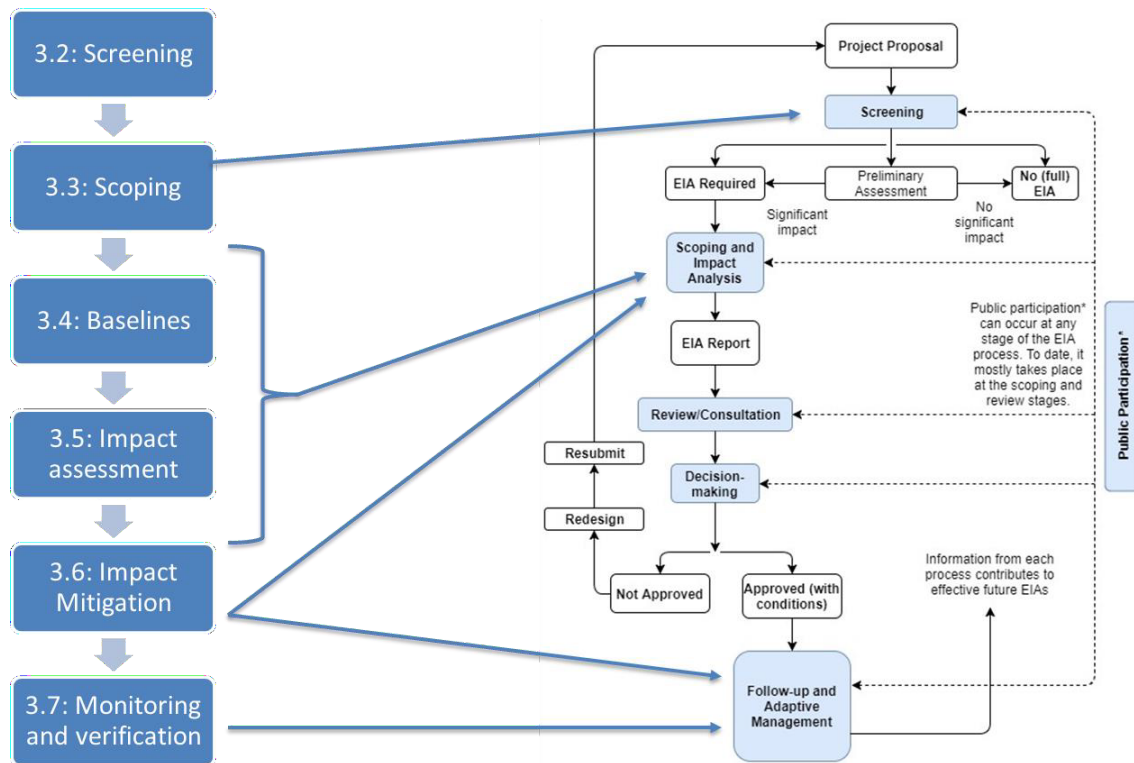 3.2: Screening
3.3: Scoping
3.4: Baselines
3.5: Impact
assessment
3.6: Impact
Mitigation
3.7: Monitoring
and verification
Project Proposal
Screening
EIA Required
Preliminary
Assessment
No (full)
EIA
Significant
impact
No
significant
impact
Scoping and
Impact
Analysis
EIA Report
Public participation*
can occur at any
stage of the EIA
process. To date, it
mostly takes place
at the scoping and
review stages.
Public Participation*
Review/Consultation
Decision-
making
Resubmit
Redesign
Not Approved
Approved (with
conditions)
Information from each
process contributes to
effective future EIAs
Follow-up and
Adaptive
Management